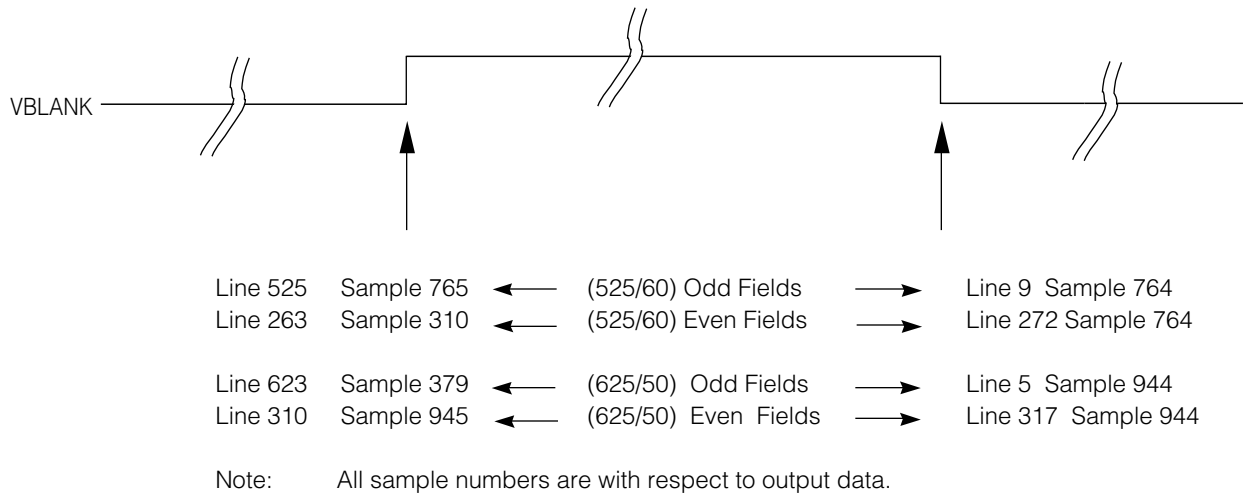 VBLANK
Line 525 Sample 765 (525/60) Odd Fields Line 9 Sample 764
Line 263 Sample 310 (525/60) Even Fields Line 272 Sample 764
Line 623 Sample 379 (625/50) Odd Fields Line 5 Sample 944
Line 310 Sample 945 (625/50) Even Fields Line 317 Sample 944
Note: All sample numbers are with respect to output data.